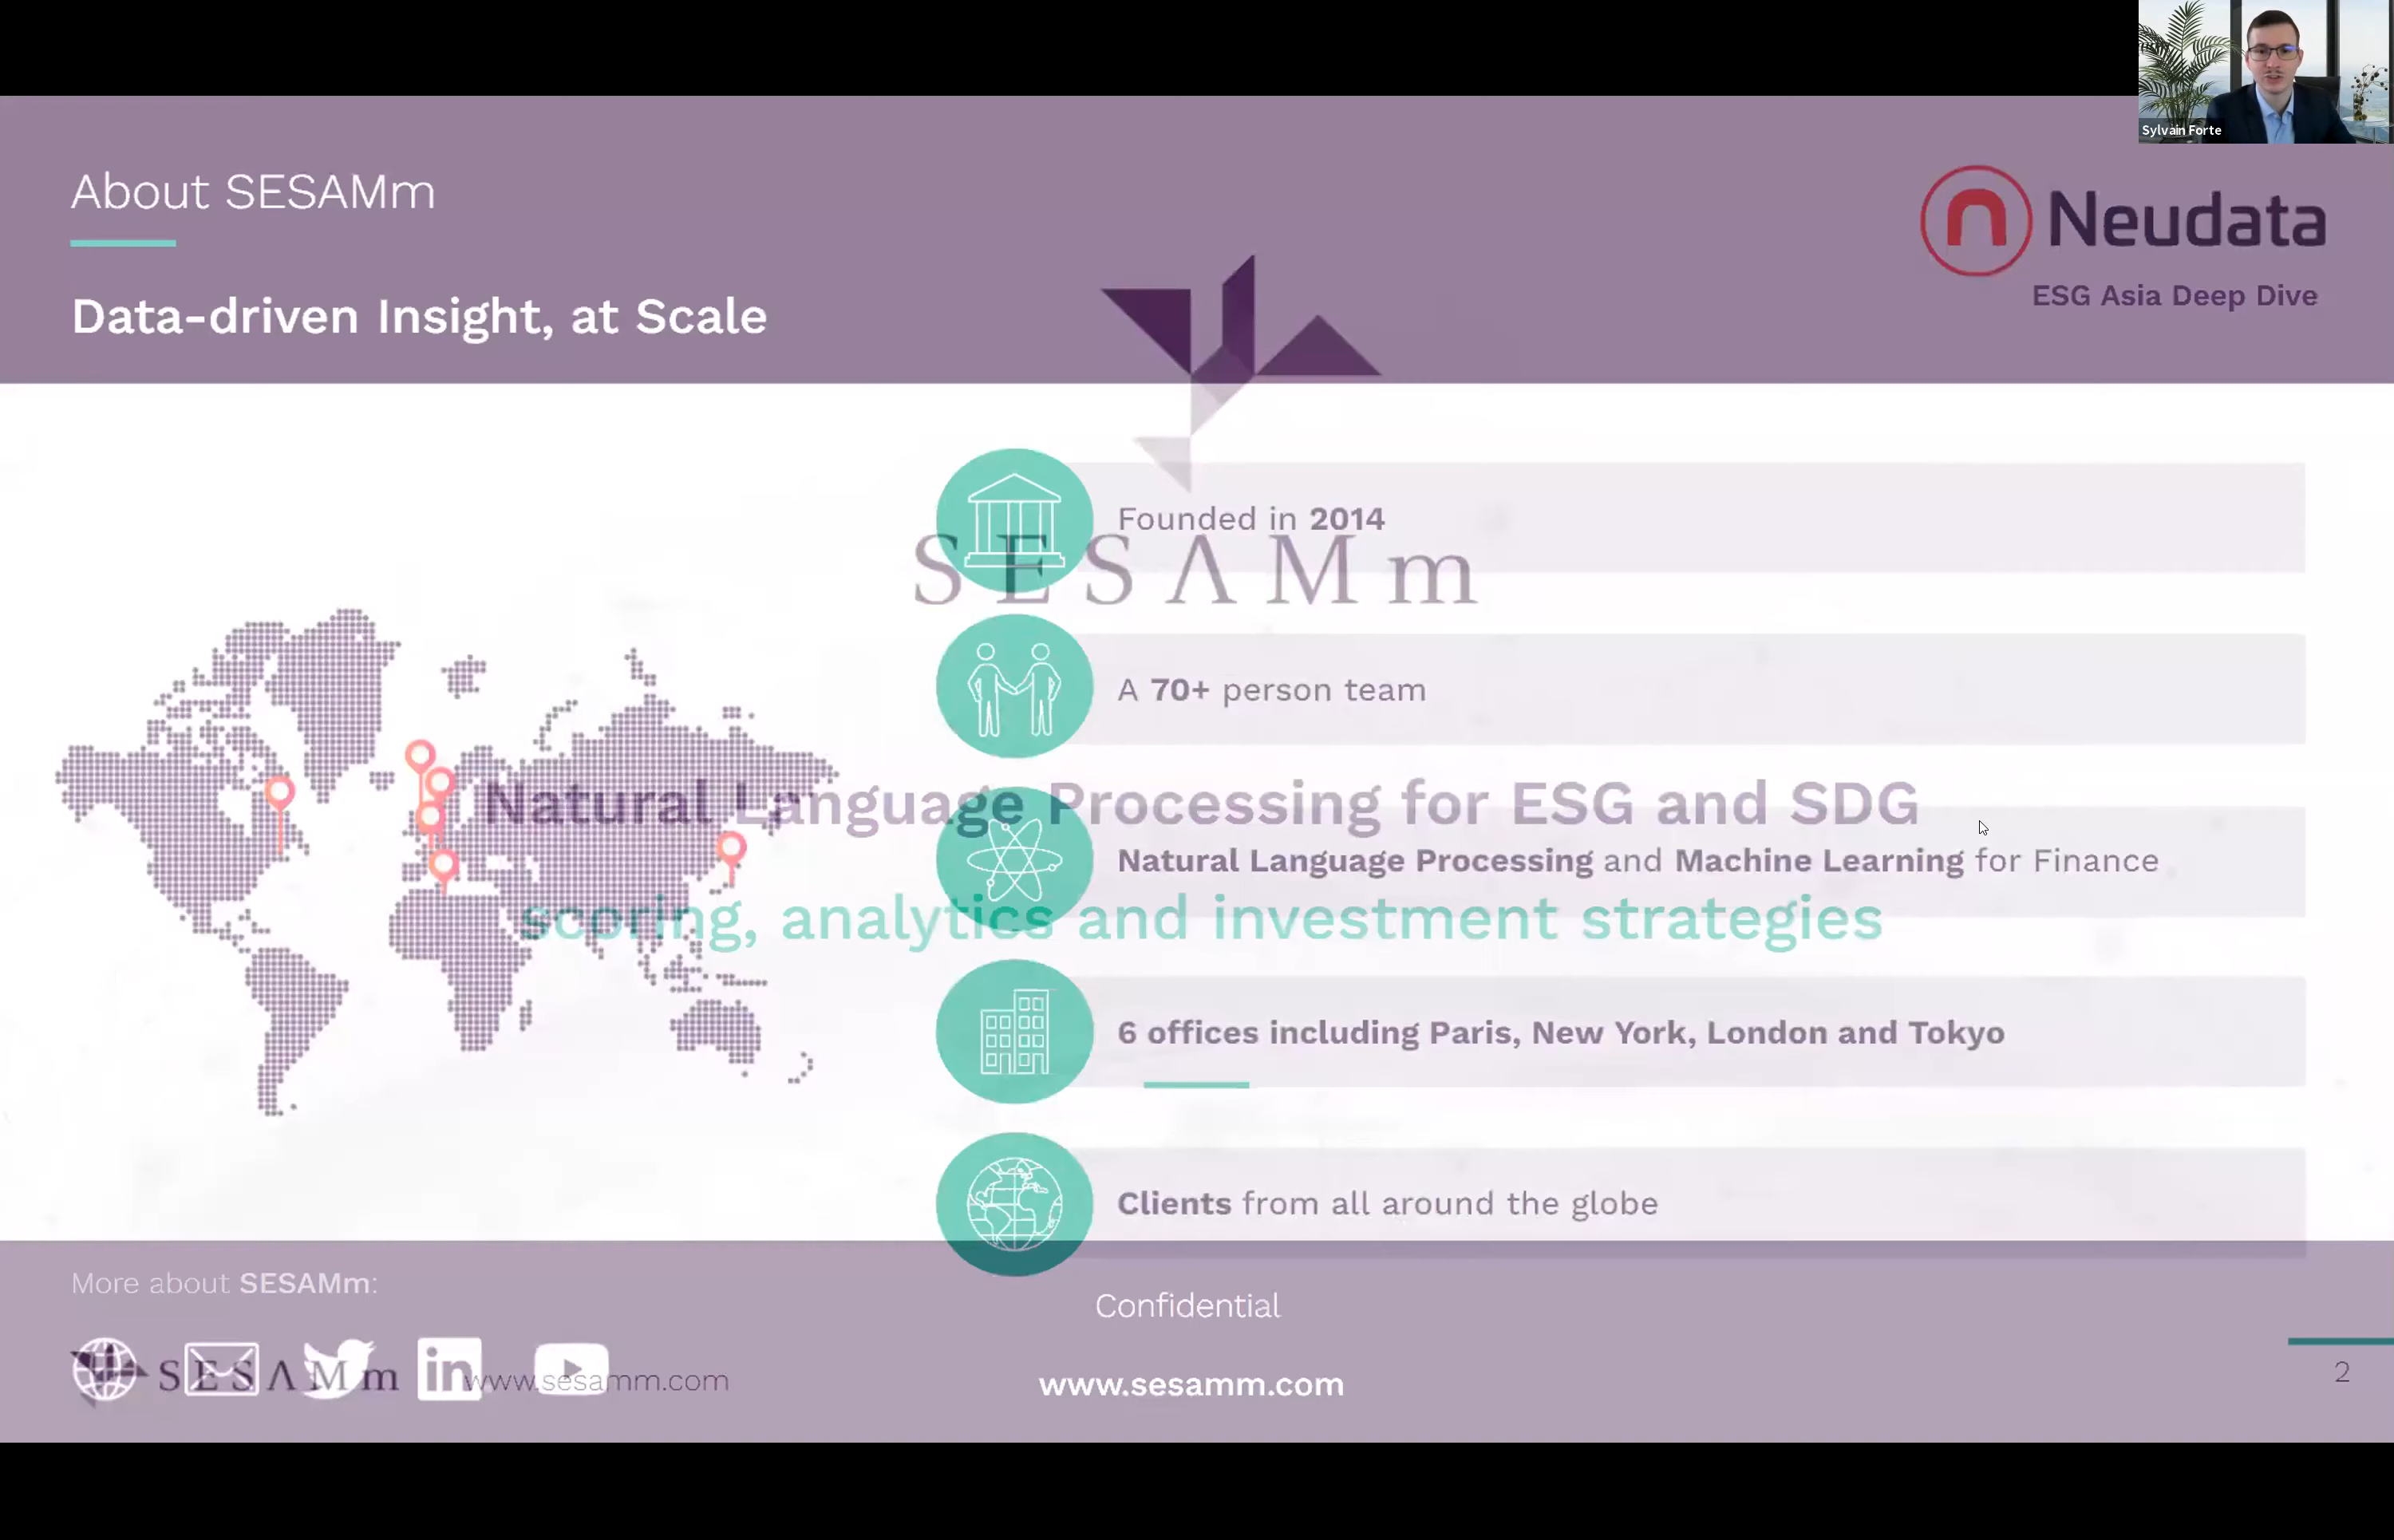 Sylvain Forte
About SESAMm
Data-driven Insight, at Scale
n Neudata
ESG Asia Deep Dive
Founded in 2014
SESΛMm
A 70+ person team
Natural Language Processing for ESG and SDG
Natural Language Processing and Machine Learning for Finance
scoring, analytics and investment strategies
6 offices including Paris, New York, London and Tokyo
Clients from all around the globe
More about SESAMm:
Confidential
SESΛMm
in
www.sesamm.com
www.sesamm.com
2